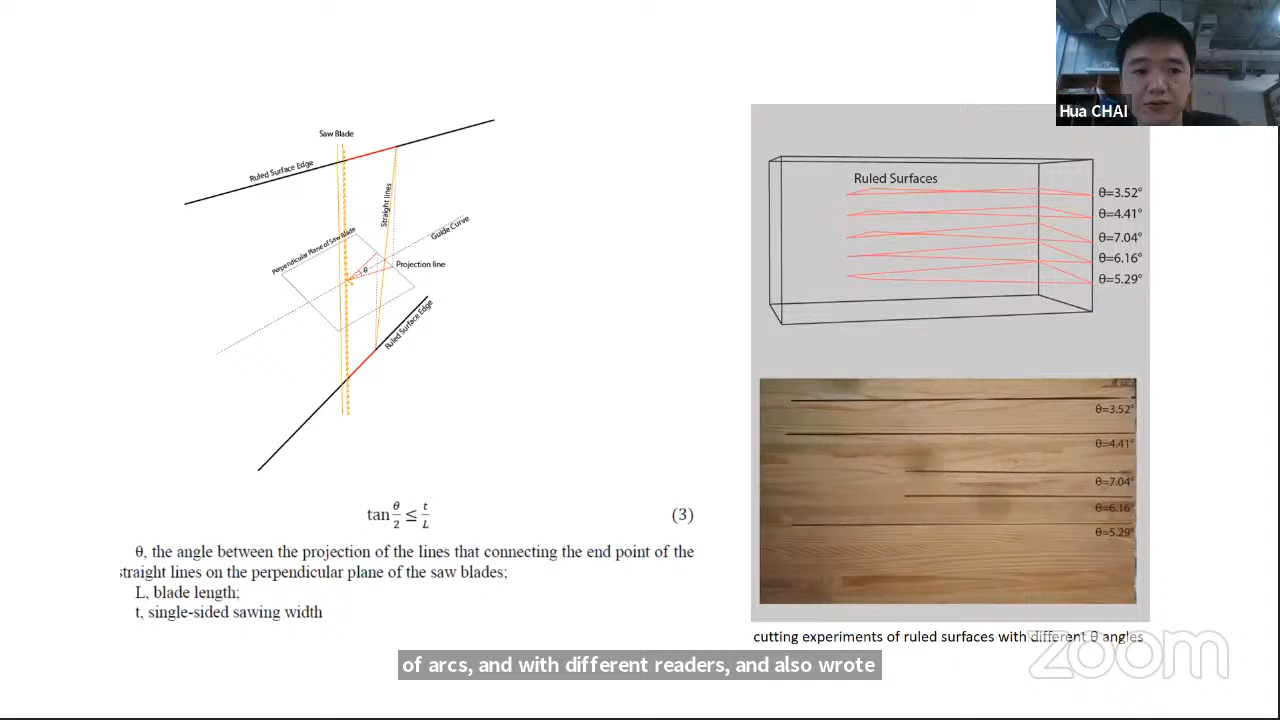 Hua CHAI
Saw Blade
Ruled Surface Edge
Straight lines
Guide Curve
Perpendicular Plane of Saw Blade
θ
Projection line
Ruled Surface Edge
tan θ/2 ≤ t/L (3)
θ, the angle between the projection of the lines that connecting the end point of the
straight lines on the perpendicular plane of the saw blades;
L, blade length;
t, single-sided sawing width
Ruled Surfaces
θ=3.52°
θ=4.41°
θ=7.04°
θ=6.16°
θ=5.29°
θ=3.52°
θ=4.41°
θ=7.04°
θ=6.16°
θ=5.29°
cutting experiments of ruled surfaces with different θ angles
zoom
of arcs, and with different readers, and also wrote